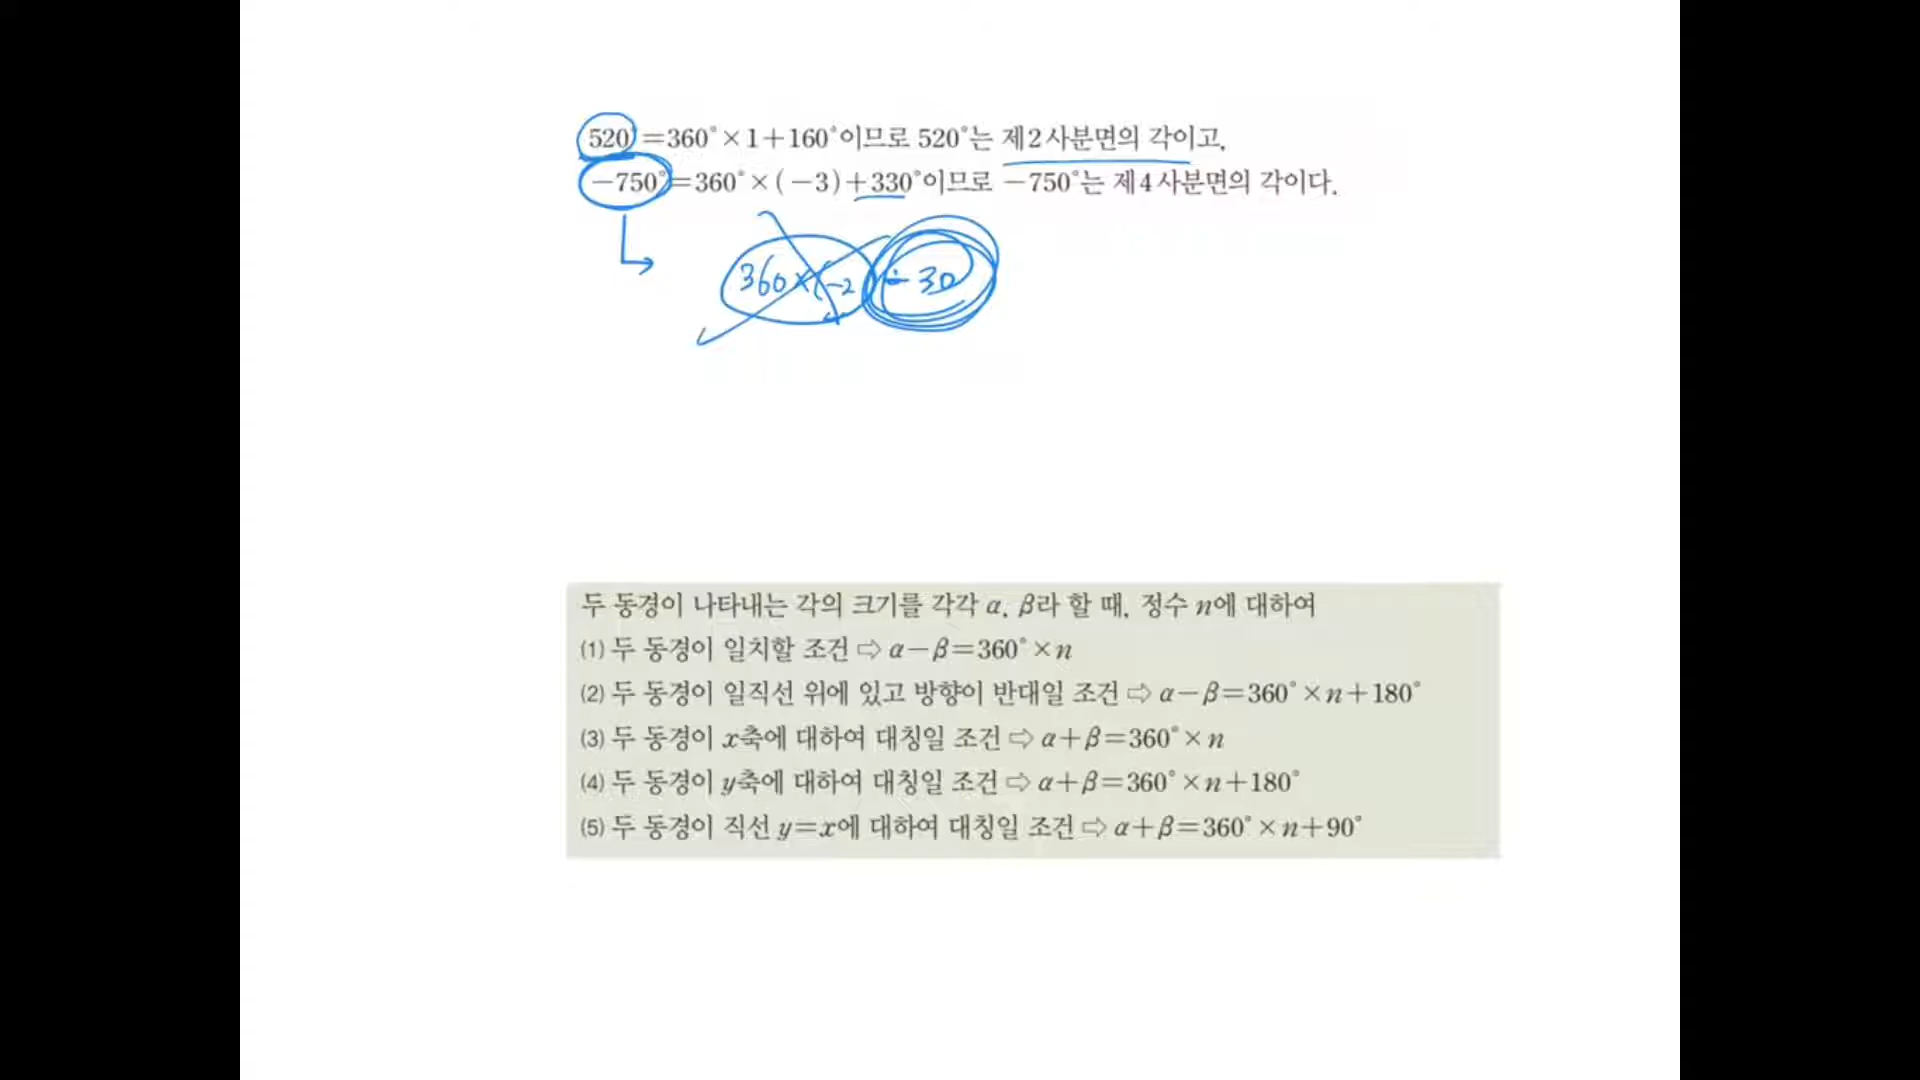 520°=360°×1+160°이므로 520°는 제2사분면의 각이고,
-750°=360°×(-3)+330°이므로 -750°는 제4사분면의 각이다.
360×(-2 - 30
두 동경이 나타내는 각의 크기를 각각 α, β라 할 때, 정수 n에 대하여
(1) 두 동경이 일치할 조건 ⇨ α-β=360°×n
(2) 두 동경이 일직선 위에 있고 방향이 반대일 조건 ⇨ α-β=360°×n+180°
(3) 두 동경이 x축에 대하여 대칭일 조건 ⇨ α+β=360°×n
(4) 두 동경이 y축에 대하여 대칭일 조건 ⇨ α+β=360°×n+180°
(5) 두 동경이 직선 y=x에 대하여 대칭일 조건 ⇨ α+β=360°×n+90°